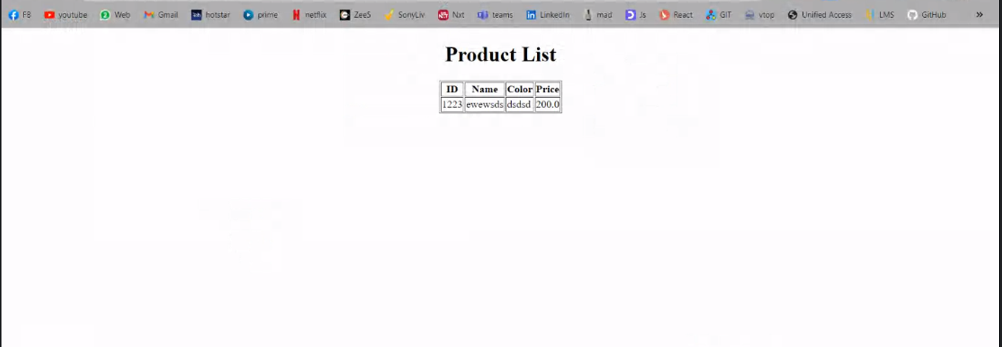 FB youtube Web Gmail hotstar prime netflix Zee5 SonyLiv Nxt teams LinkedIn mad Js React GIT vtop Unified Access LMS GitHub »
Product List
ID Name Color Price
1223 ewewsds dsdsd 200.0